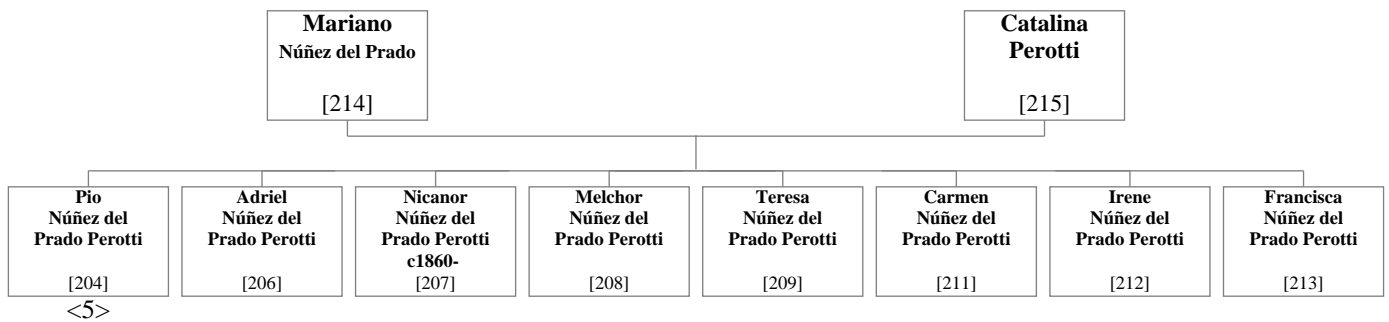 Mariano
Núñez del Prado
[214]
Catalina
Perotti
[215]
Pio
Núñez del
Prado Perotti
[204]
<5>
Adriel
Núñez del
Prado Perotti
[206]
Nicanor
Núñez del
Prado Perotti
c1860-
[207]
Melchor
Núñez del
Prado Perotti
[208]
Teresa
Núñez del
Prado Perotti
[209]
Carmen
Núñez del
Prado Perotti
[211]
Irene
Núñez del
Prado Perotti
[212]
Francisca
Núñez del
Prado Perotti
[213]